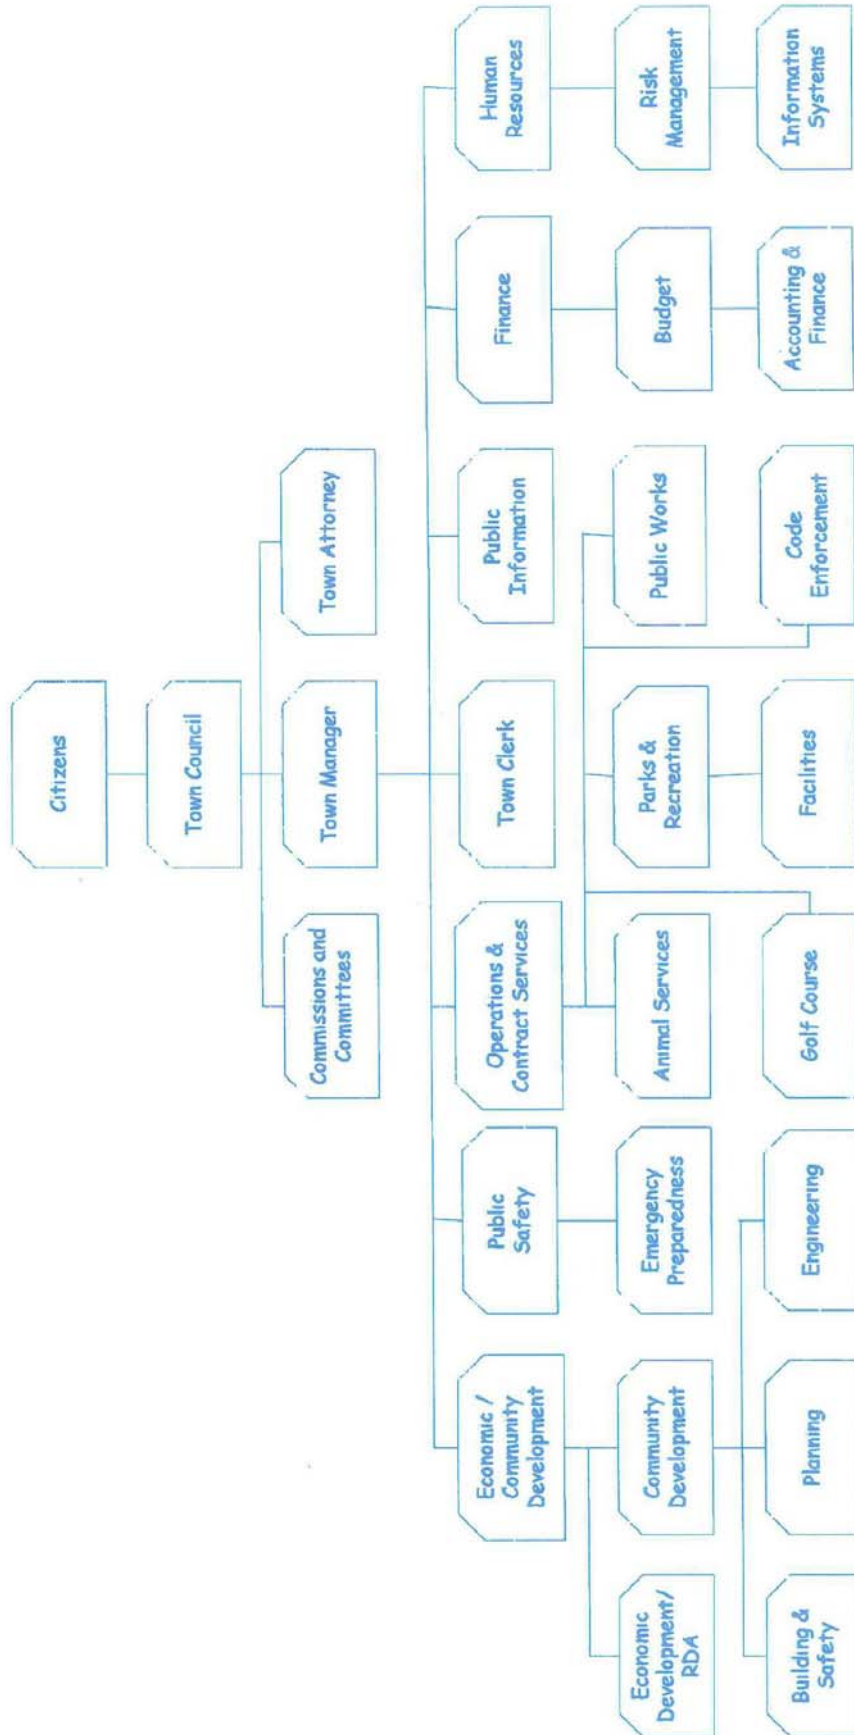 Citizens
Town Council
Commissions and
Committees
Town Manager
Town Attorney
Economic /
Community
Development
Public
Safety
Operations &
Contract Services
Town Clerk
Public
Information
Finance
Human
Resources
Economic
Development/
RDA
Community
Development
Emergency
Preparedness
Animal Services
Parks &
Recreation
Public Works
Budget
Risk
Management
Building &
Safety
Planning
Engineering
Golf Course
Facilities
Code
Enforcement
Accounting &
Finance
Information
Systems